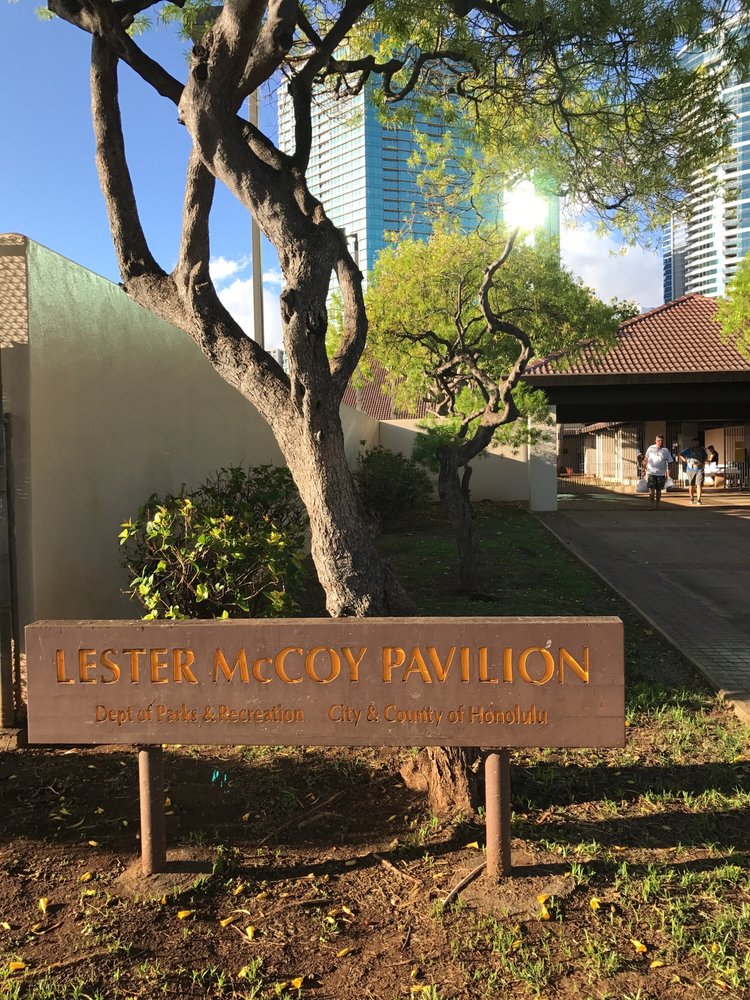 LESTER McCOY PAVILION
Dept of Parks & Recreation City & County of Honolulu